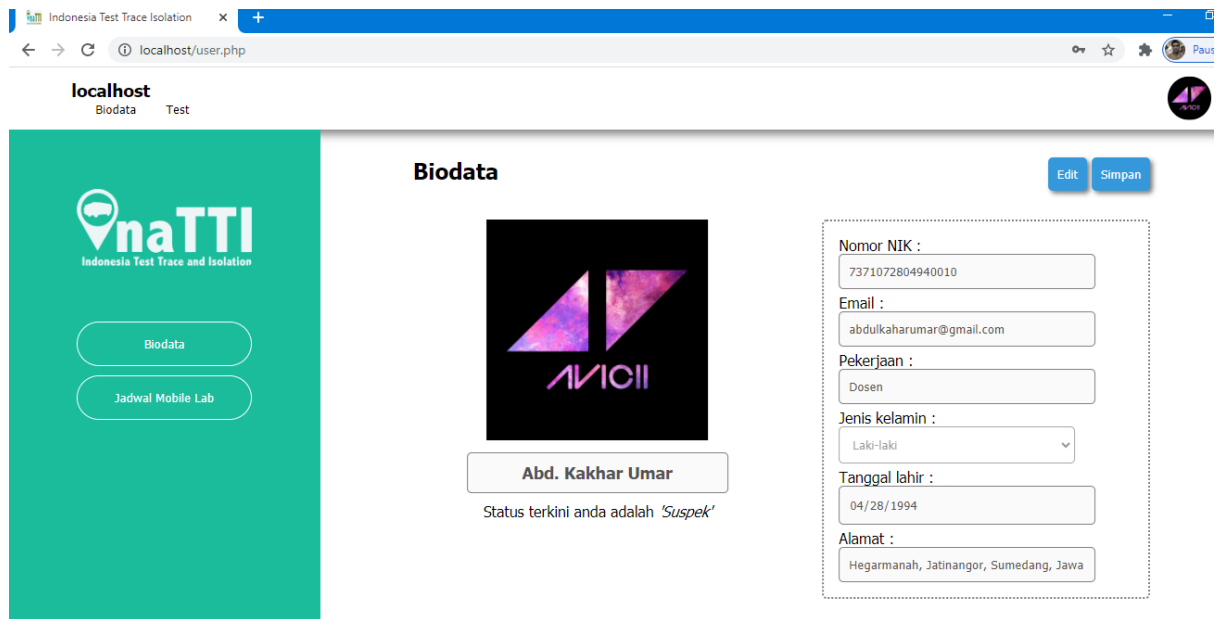 Indonesia Test Trace Isolation
localhost/user.php
Paus
localhost
Biodata Test
AVICII
naTTI
Indonesia Test Trace and Isolation
Biodata
Jadwal Mobile Lab
Biodata
Edit Simpan
AVICII
Abd. Kakhar Umar
Status terkini anda adalah 'Suspek'
Nomor NIK :
7371072804940010
Email :
abdulkaharumar@gmail.com
Pekerjaan :
Dosen
Jenis kelamin :
Laki-laki
Tanggal lahir :
04/28/1994
Alamat :
Hegarmanah, Jatinangor, Sumedang, Jawa